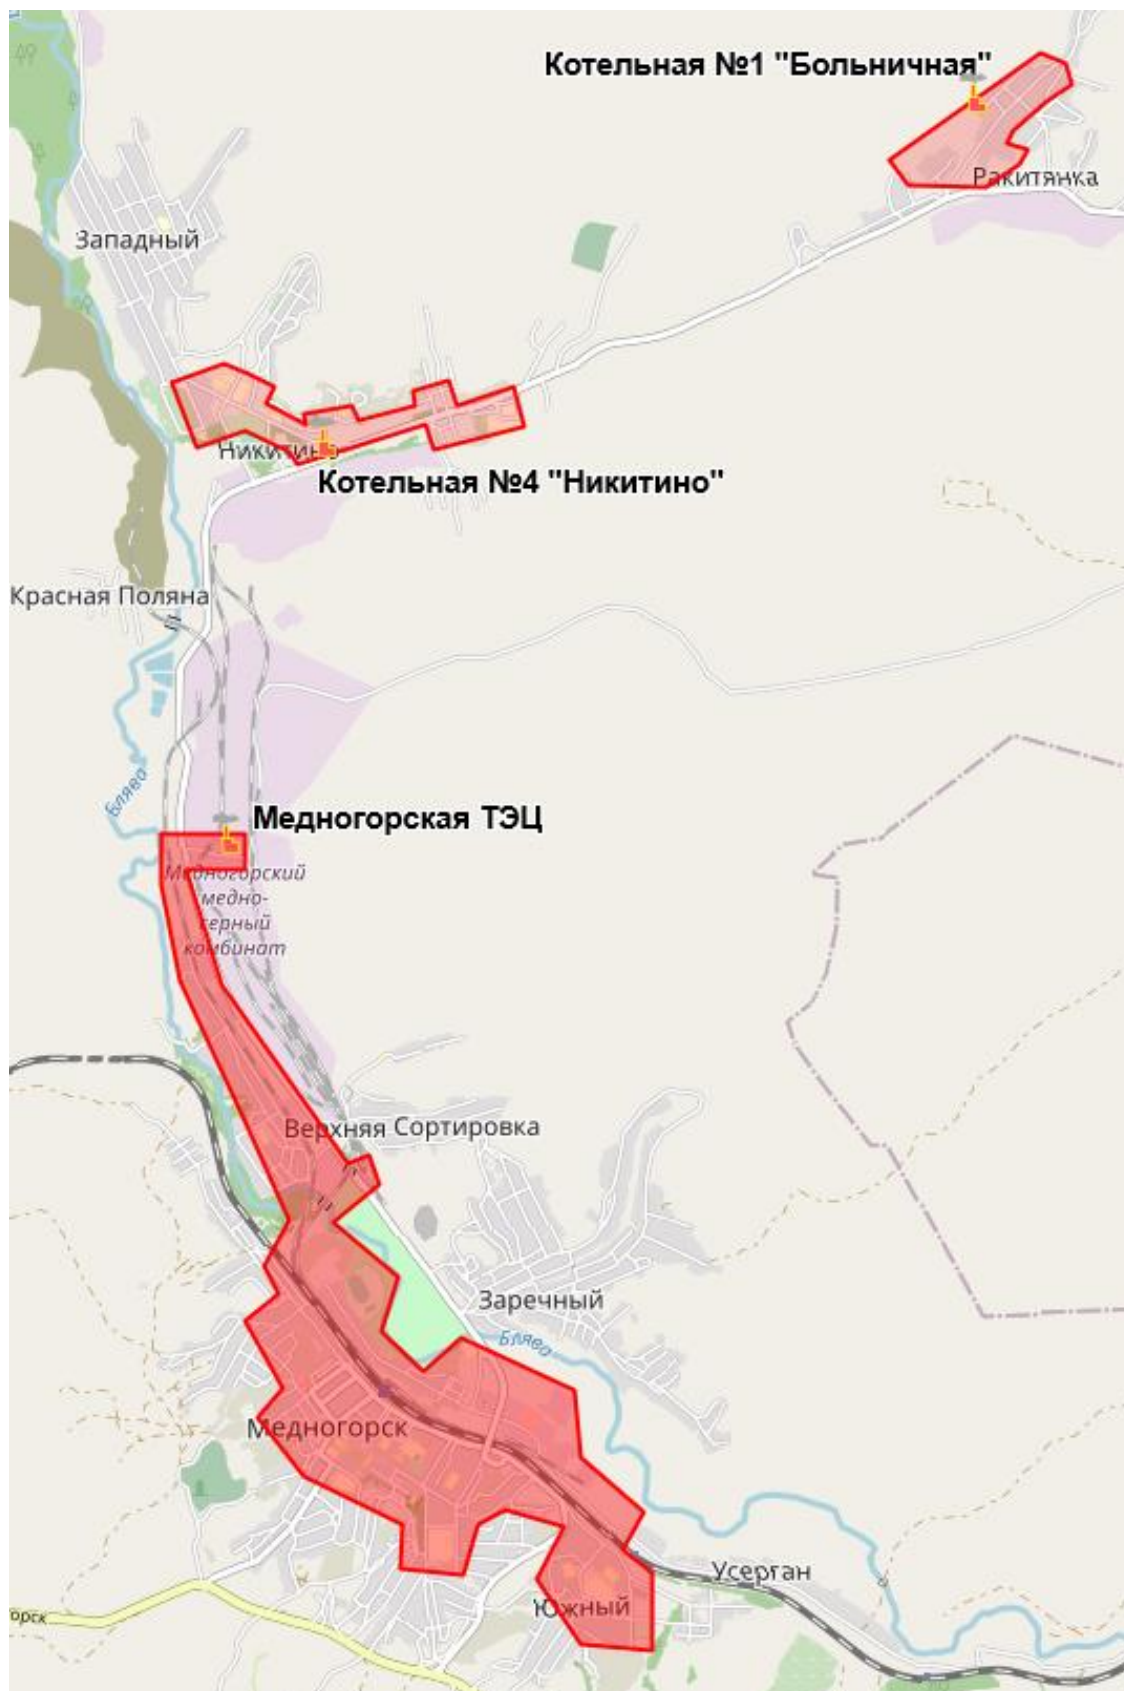 Котельная №1 "Больничная"
Ракитянка
Западный
Никитино
Котельная №4 "Никитино"
Красная Поляна
Блява
Медногорская ТЭЦ
Медногорский
медно-
серный
комбинат
Верхняя Сортировка
Заречный
Блява
Медногорск
Усерган
Южный
орск